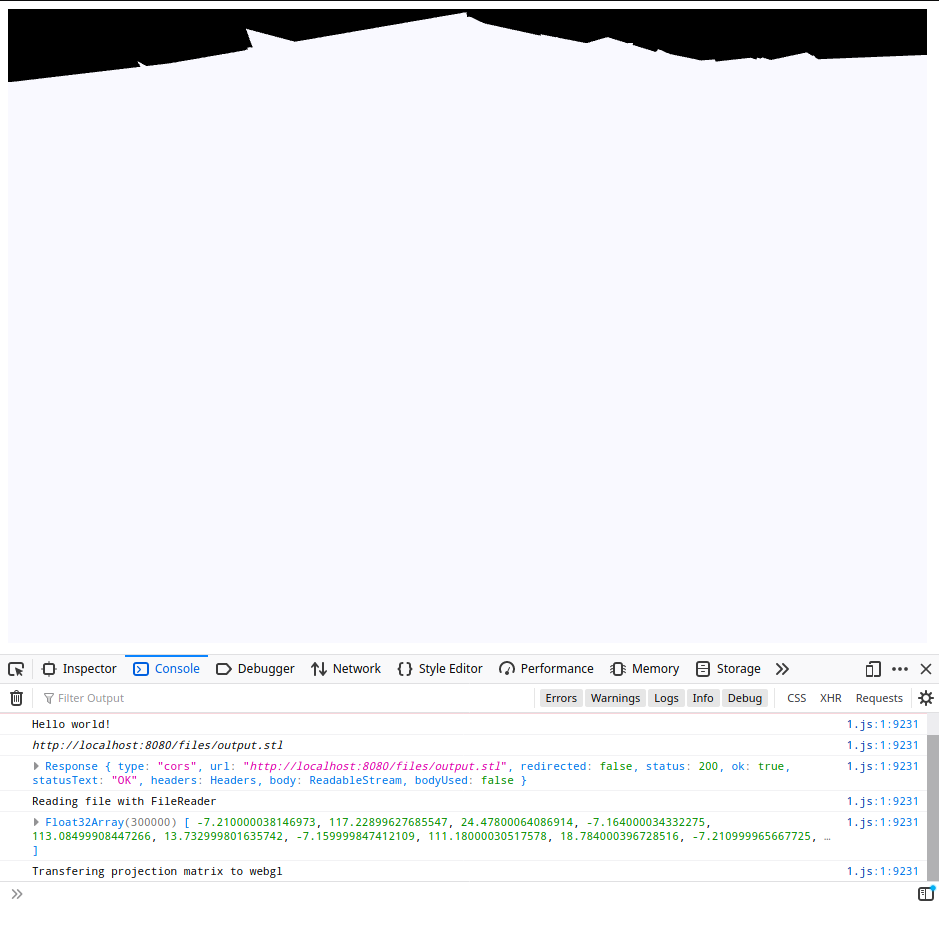 Inspector Console Debugger Network Style Editor Performance Memory Storage
Filter Output Errors Warnings Logs Info Debug CSS XHR Requests
Hello world! 1.js:1:9231
http://localhost:8080/files/output.stl 1.js:1:9231
Response { type: "cors", url: "http://localhost:8080/files/output.stl", redirected: false, status: 200, ok: true, 1.js:1:9231
statusText: "OK", headers: Headers, body: ReadableStream, bodyUsed: false }
Reading file with FileReader 1.js:1:9231
Float32Array(300000) [ -7.210000038146973, 117.22899627685547, 24.47800064086914, -7.164000034332275, 1.js:1:9231
113.08499908447266, 13.732999801635742, -7.159999847412109, 111.18000030517578, 18.784000396728516, -7.210999965667725, …
]
Transfering projection matrix to webgl 1.js:1:9231